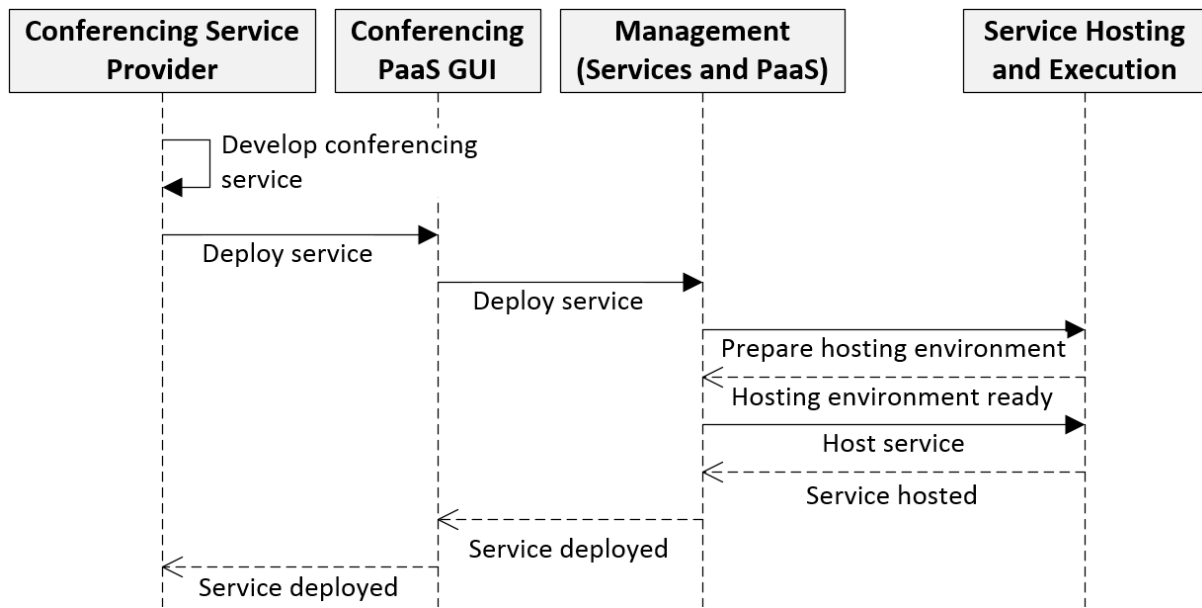 Conferencing Service
Provider
Conferencing
PaaS GUI
Management
(Services and PaaS)
Service Hosting
and Execution
Develop conferencing
service
Deploy service
Deploy service
Prepare hosting environment
Hosting environment ready
Host service
Service hosted
Service deployed
Service deployed